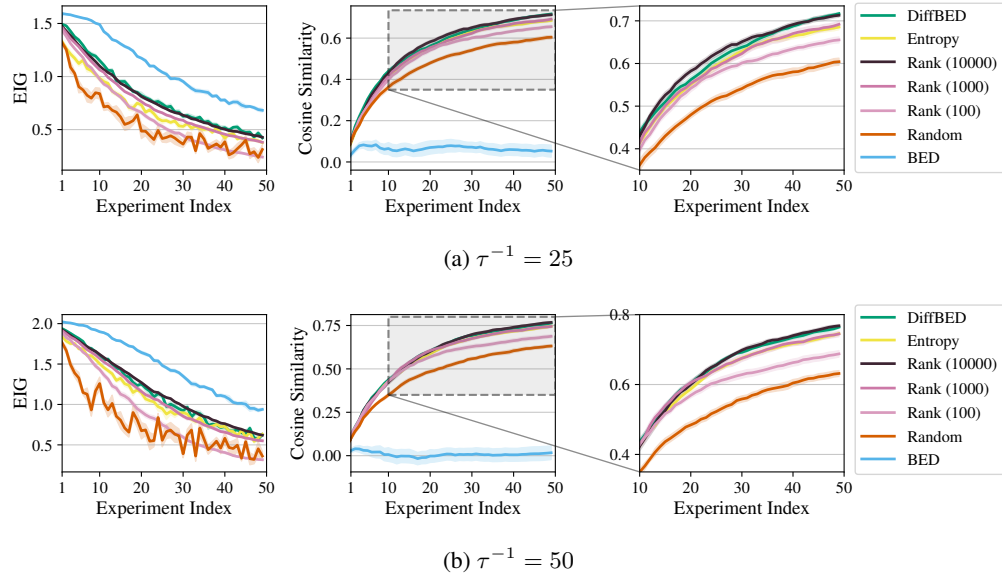 1.5
1.0
0.5
EIG
1 10 20 30 40 50
Experiment Index
0.6
0.4
0.2
0.0
Cosine Similarity
1 10 20 30 40 50
Experiment Index
0.7
0.6
0.5
0.4
10 20 30 40 50
Experiment Index
DiffBED
Entropy
Rank (10000)
Rank (1000)
Rank (100)
Random
BED
(a) τ⁻¹ = 25
2.0
1.5
1.0
0.5
EIG
1 10 20 30 40 50
Experiment Index
0.75
0.50
0.25
0.00
Cosine Similarity
1 10 20 30 40 50
Experiment Index
0.8
0.6
0.4
10 20 30 40 50
Experiment Index
DiffBED
Entropy
Rank (10000)
Rank (1000)
Rank (100)
Random
BED
(b) τ⁻¹ = 50